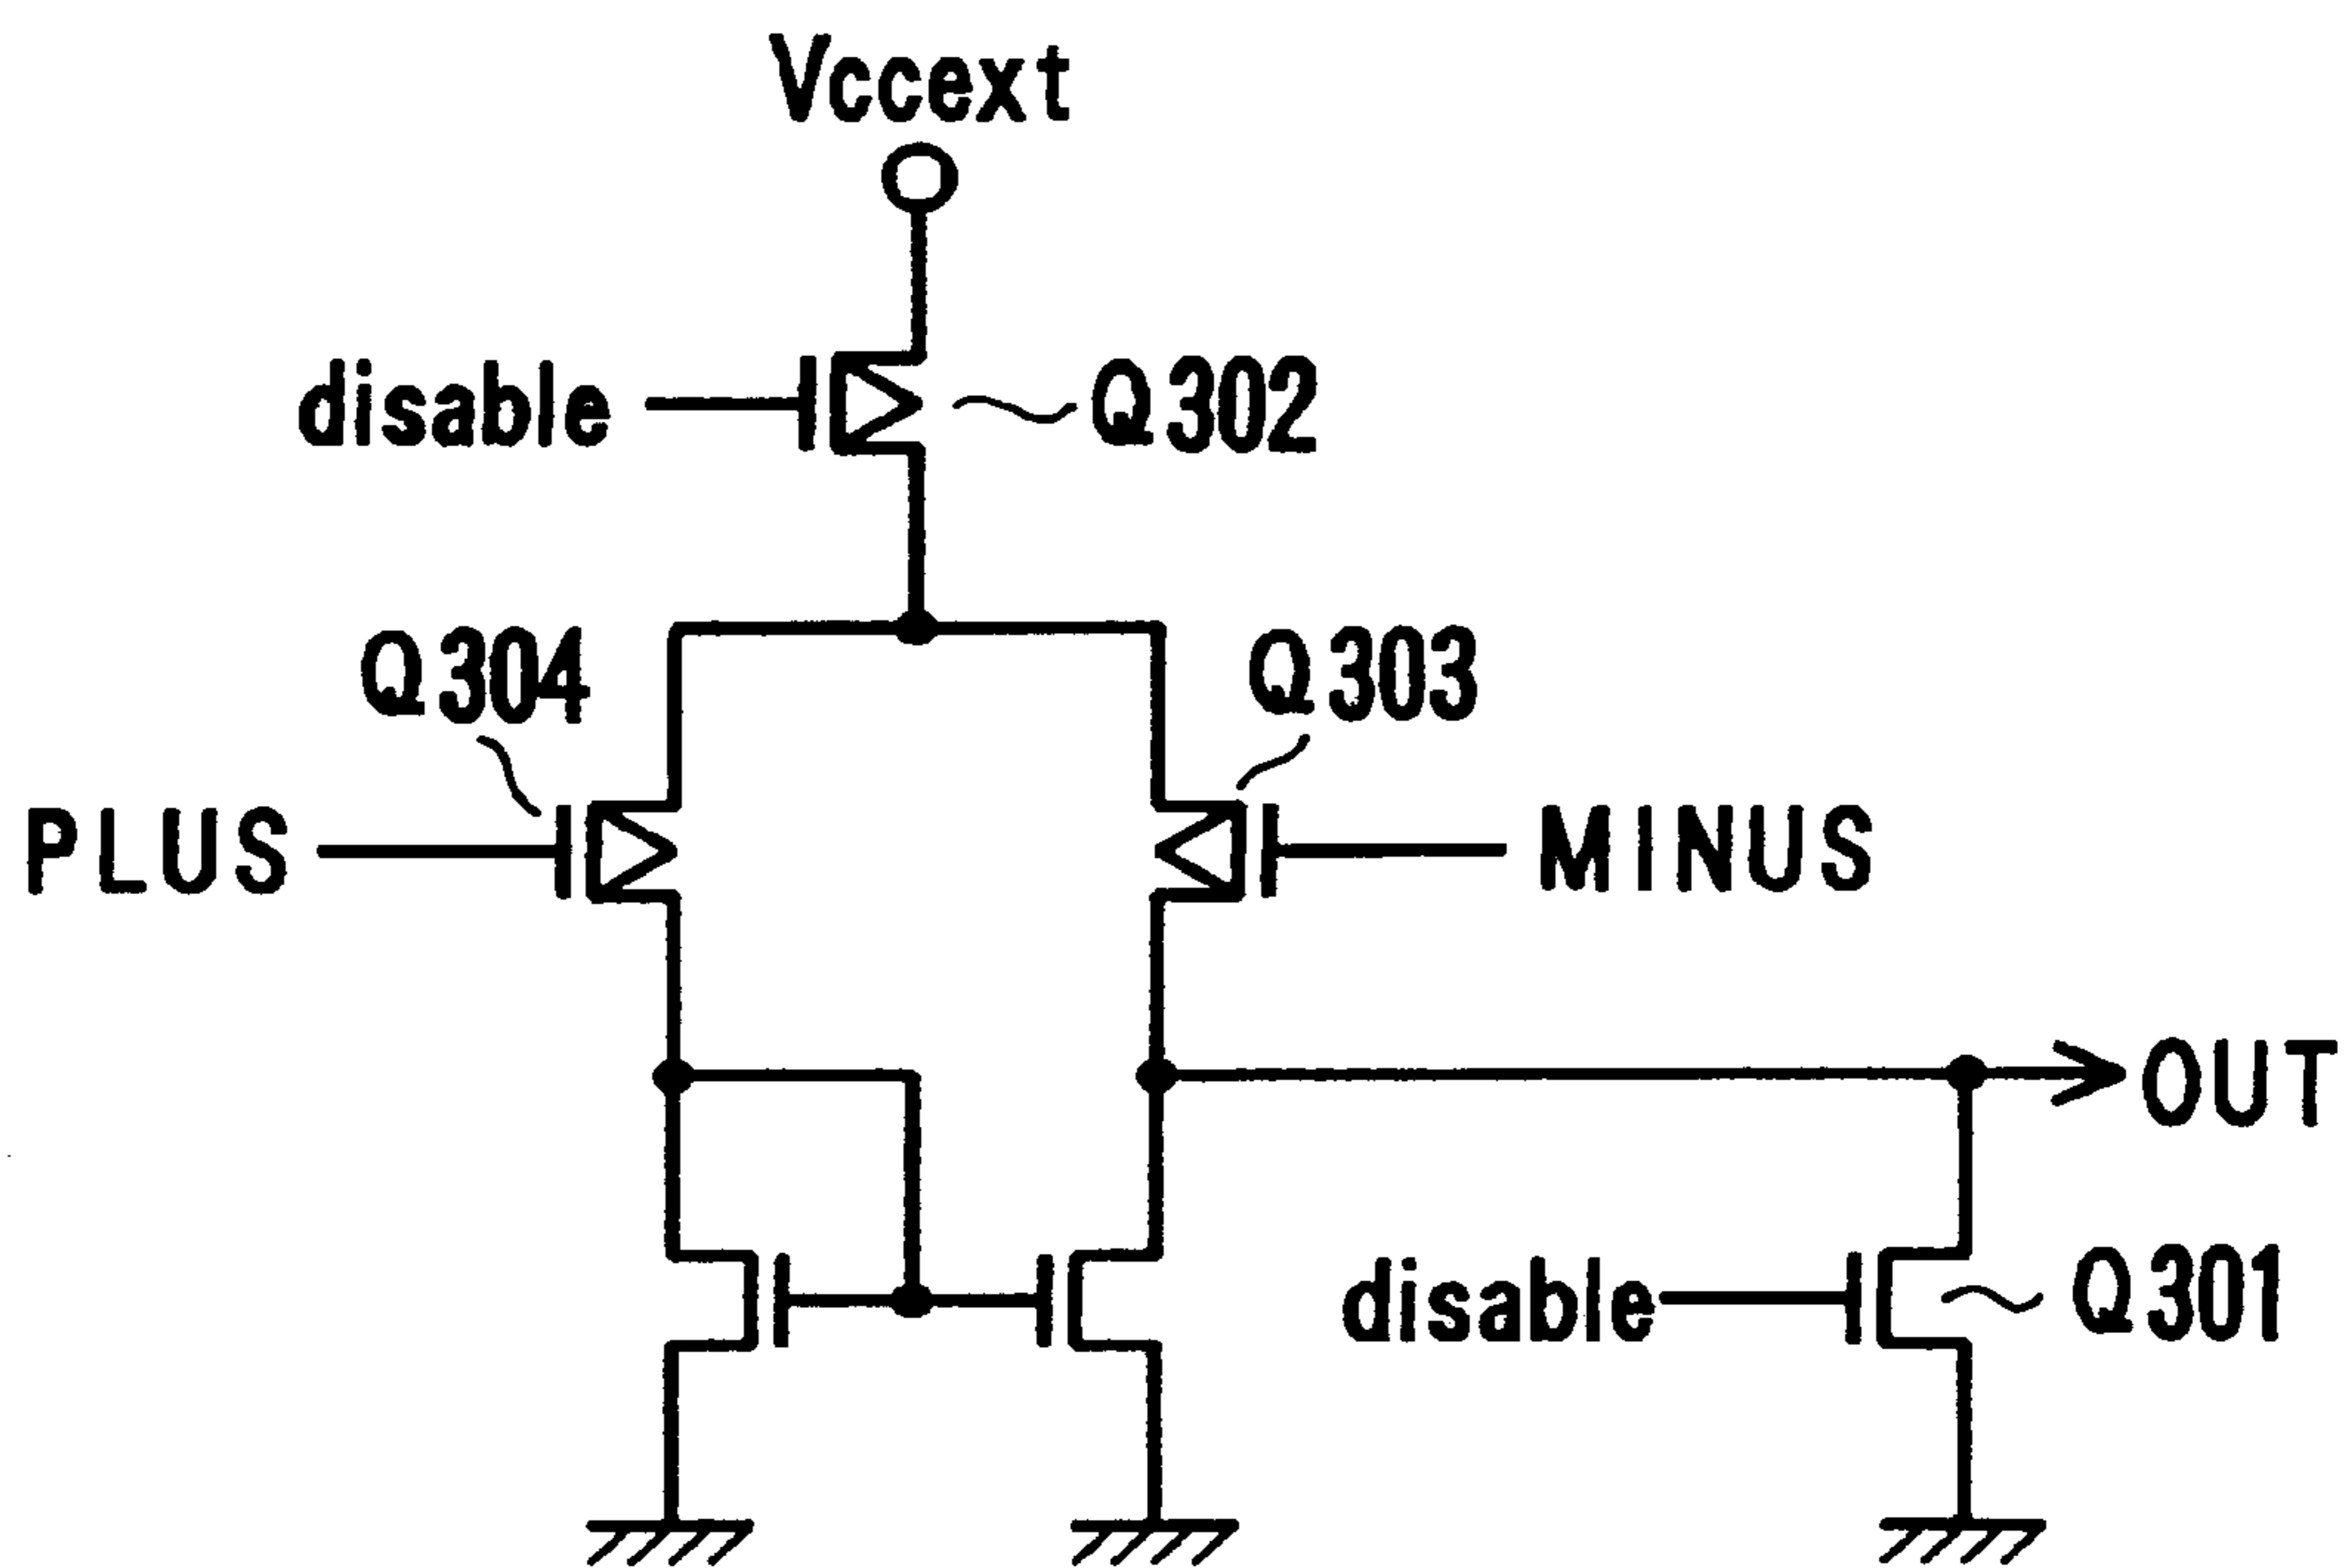 Vccext
disable
Q302
Q304
Q303
PLUS
MINUS
OUT
disable
Q301